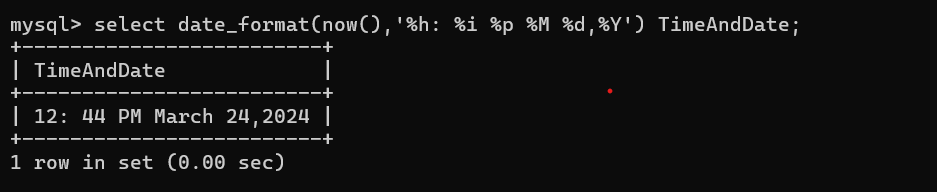 mysql> select date_format(now(),'%h: %i %p %M %d,%Y') TimeAndDate;
+-------------------------+
| TimeAndDate             |
+-------------------------+
| 12: 44 PM March 24,2024 |
+-------------------------+
1 row in set (0.00 sec)